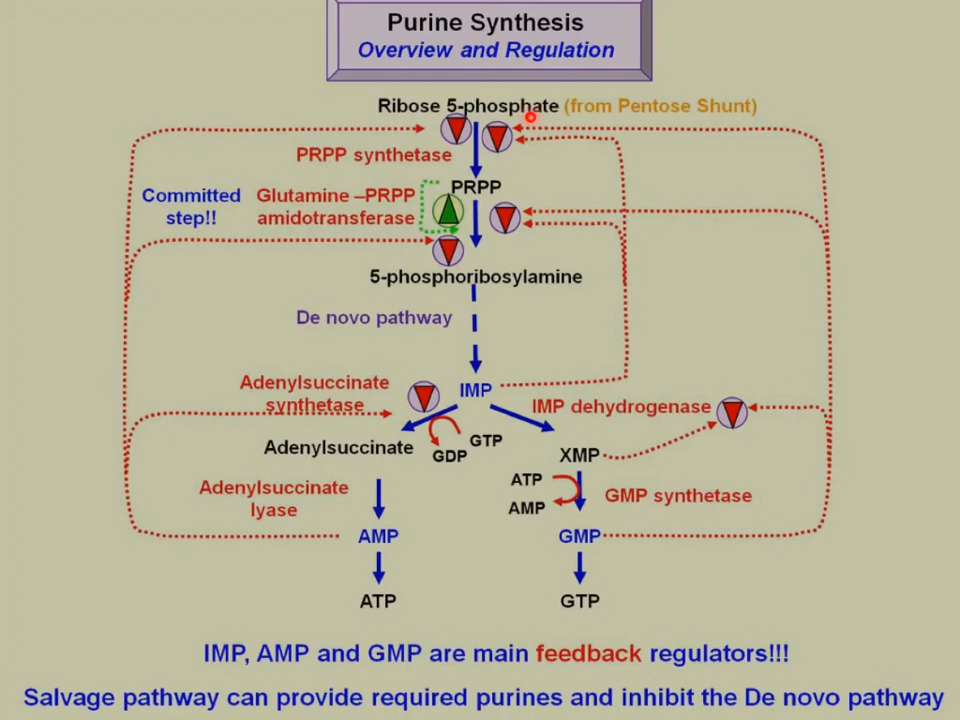 Purine Synthesis
Overview and Regulation
Ribose 5-phosphate (from Pentose Shunt)
PRPP synthetase
PRPP
Committed
step!!
Glutamine –PRPP
amidotransferase
5-phosphoribosylamine
De novo pathway
IMP
Adenylsuccinate
synthetase
IMP dehydrogenase
GTP
GDP
Adenylsuccinate
XMP
ATP
AMP
Adenylsuccinate
lyase
GMP synthetase
AMP
GMP
ATP
GTP
IMP, AMP and GMP are main feedback regulators!!!
Salvage pathway can provide required purines and inhibit the De novo pathway